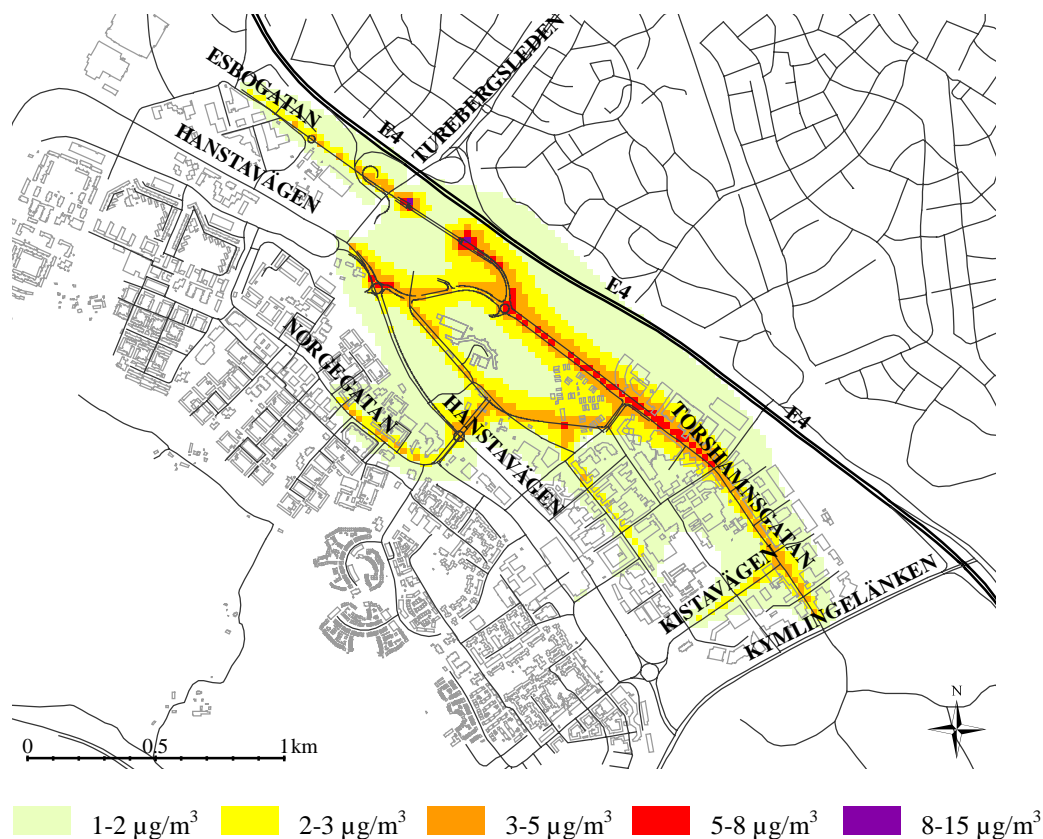 ESBOGATAN
TUREBERGSLEDEN
E4
HANSTAVÄGEN
E4
NORGEGATAN
HANSTAVÄGEN
TORSHAMNSGATAN
E4
KISTAVÄGEN
KYMLINGELÄNKEN
N
0 0.5 1 km
1-2 µg/m³ 2-3 µg/m³ 3-5 µg/m³ 5-8 µg/m³ 8-15 µg/m³